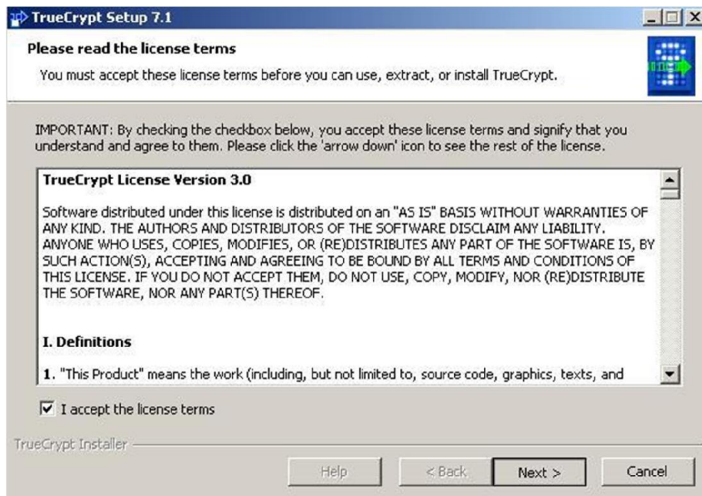 TrueCrypt Setup 7.1
Please read the license terms
You must accept these license terms before you can use, extract, or install TrueCrypt.
IMPORTANT: By checking the checkbox below, you accept these license terms and signify that you
understand and agree to them. Please click the 'arrow down' icon to see the rest of the license.
TrueCrypt License Version 3.0
Software distributed under this license is distributed on an "AS IS" BASIS WITHOUT WARRANTIES OF
ANY KIND. THE AUTHORS AND DISTRIBUTORS OF THE SOFTWARE DISCLAIM ANY LIABILITY.
ANYONE WHO USES, COPIES, MODIFIES, OR (RE)DISTRIBUTES ANY PART OF THE SOFTWARE IS, BY
SUCH ACTION(S), ACCEPTING AND AGREEING TO BE BOUND BY ALL TERMS AND CONDITIONS OF
THIS LICENSE. IF YOU DO NOT ACCEPT THEM, DO NOT USE, COPY, MODIFY, NOR (RE)DISTRIBUTE
THE SOFTWARE, NOR ANY PART(S) THEREOF.
I. Definitions
1. "This Product" means the work (including, but not limited to, source code, graphics, texts, and
I accept the license terms
TrueCrypt Installer
Help
< Back
Next >
Cancel